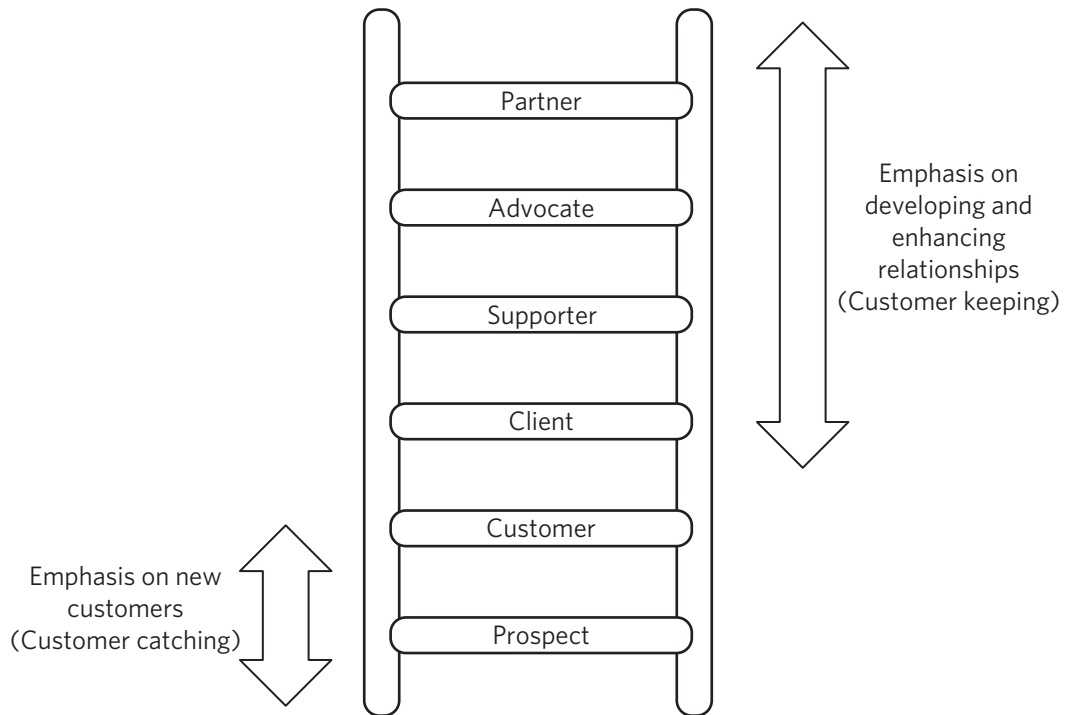 Partner
Advocate
Supporter
Client
Customer
Prospect
Emphasis on
developing and
enhancing
relationships
(Customer keeping)
Emphasis on new
customers
(Customer catching)